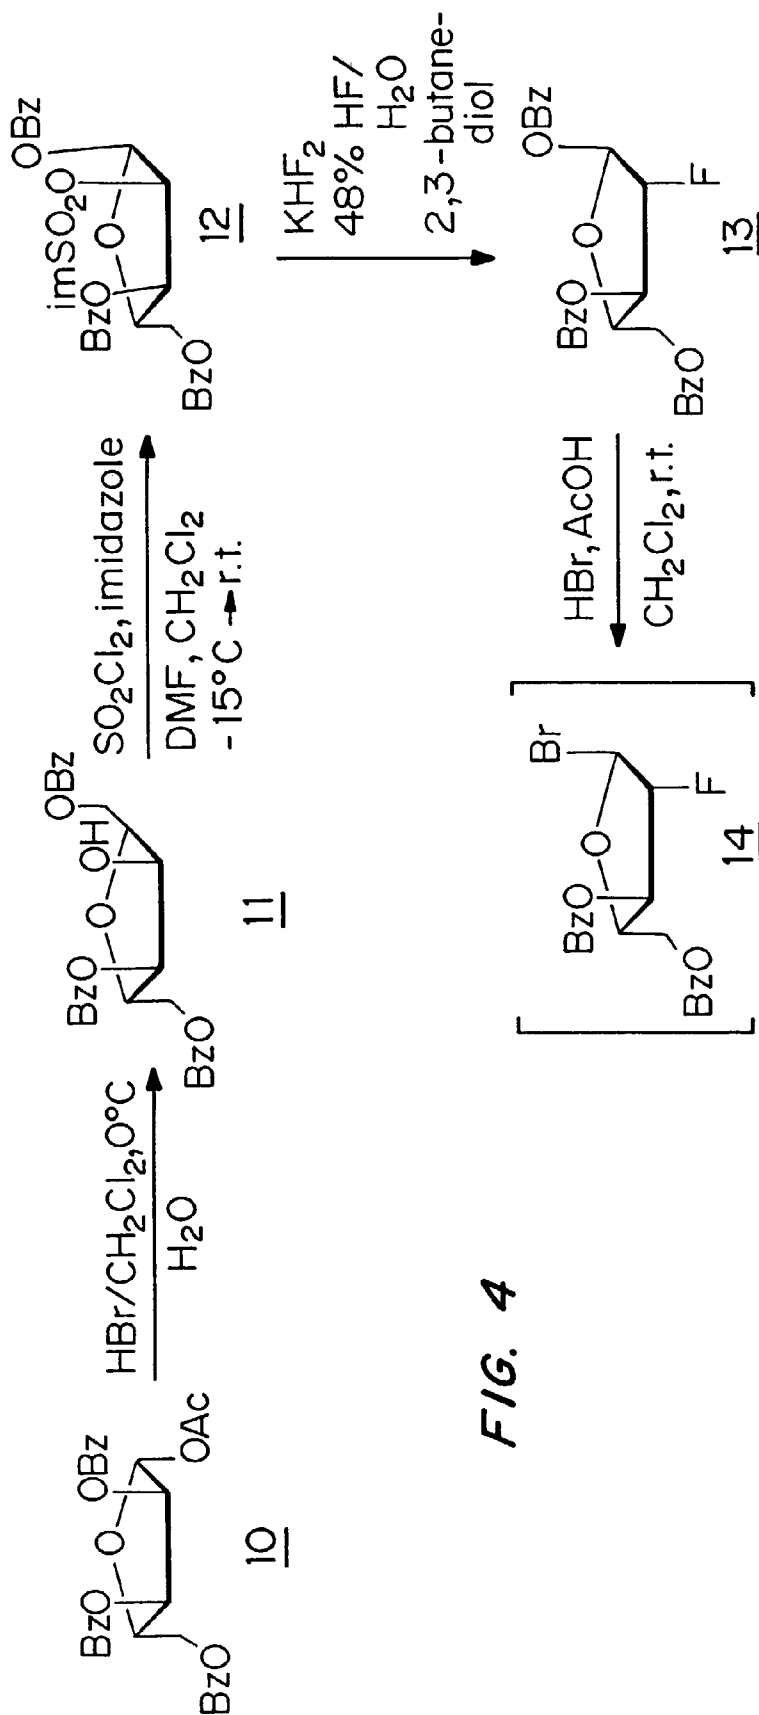 BzO
O
OBz
BzO
OAc
10
HBr/CH2Cl2, 0°C
H2O
BzO
O
OH
OBz
BzO
11
SO2Cl2, imidazole
DMF, CH2Cl2
-15°C → r.t.
imSO2O
OBz
BzO
O
BzO
12
KHF2
48% HF/
H2O
2,3-butane-
diol
BzO
O
OBz
BzO
F
13
HBr, AcOH
CH2Cl2, r.t.
BzO
O
Br
BzO
F
14
FIG. 4